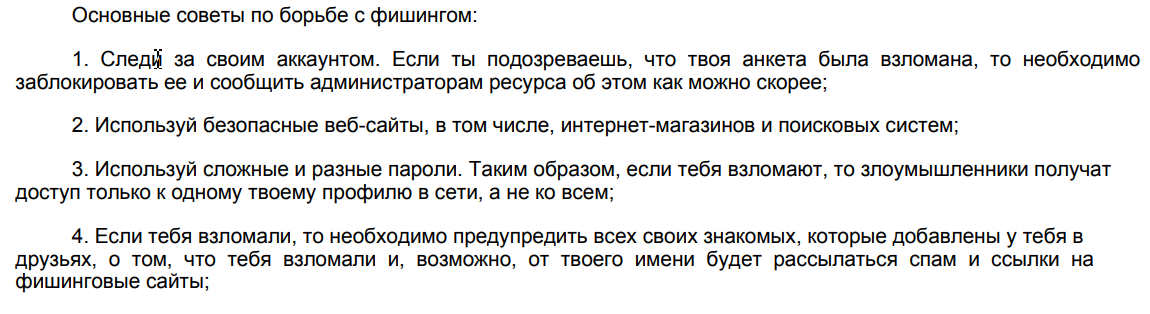 Основные советы по борьбе с фишингом:
1. Следи за своим аккаунтом. Если ты подозреваешь, что твоя анкета была взломана, то необходимо
заблокировать ее и сообщить администраторам ресурса об этом как можно скорее;
2. Используй безопасные веб-сайты, в том числе, интернет-магазинов и поисковых систем;
3. Используй сложные и разные пароли. Таким образом, если тебя взломают, то злоумышленники получат
доступ только к одному твоему профилю в сети, а не ко всем;
4. Если тебя взломали, то необходимо предупредить всех своих знакомых, которые добавлены у тебя в
друзьях, о том, что тебя взломали и, возможно, от твоего имени будет рассылаться спам и ссылки на
фишинговые сайты;